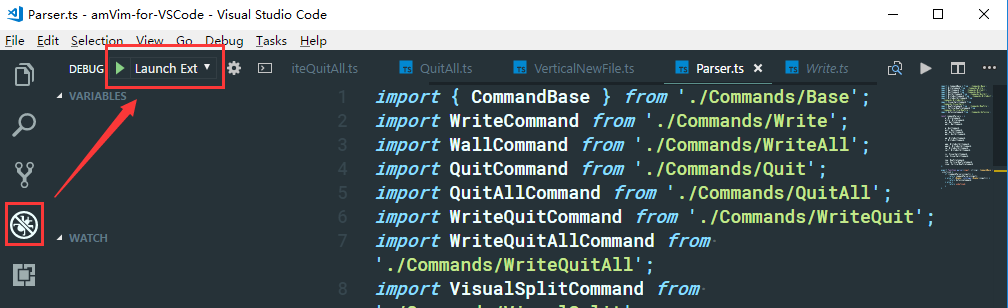 Parser.ts - amVim-for-VSCode - Visual Studio Code
File Edit Selection View Go Debug Tasks Help
DEBUG Launch Ext iteQuitAll.ts QuitAll.ts VerticalNewFile.ts Parser.ts Write.ts
VARIABLES
WATCH
1 import { CommandBase } from './Commands/Base';
2 import WriteCommand from './Commands/Write';
3 import WallCommand from './Commands/WriteAll';
4 import QuitCommand from './Commands/Quit';
5 import QuitAllCommand from './Commands/QuitAll';
6 import WriteQuitCommand from './Commands/WriteQuit';
7 import WriteQuitAllCommand from
'./Commands/WriteQuitAll';
8 import VisualSplitCommand from